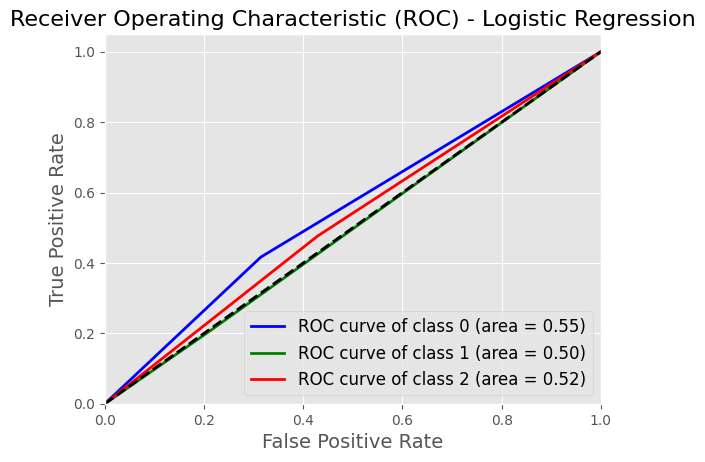 Receiver Operating Characteristic (ROC) - Logistic Regression
1.0
0.8
0.6
0.4
0.2
0.0
True Positive Rate
ROC curve of class 0 (area = 0.55)
ROC curve of class 1 (area = 0.50)
ROC curve of class 2 (area = 0.52)
0.0 0.2 0.4 0.6 0.8 1.0
False Positive Rate